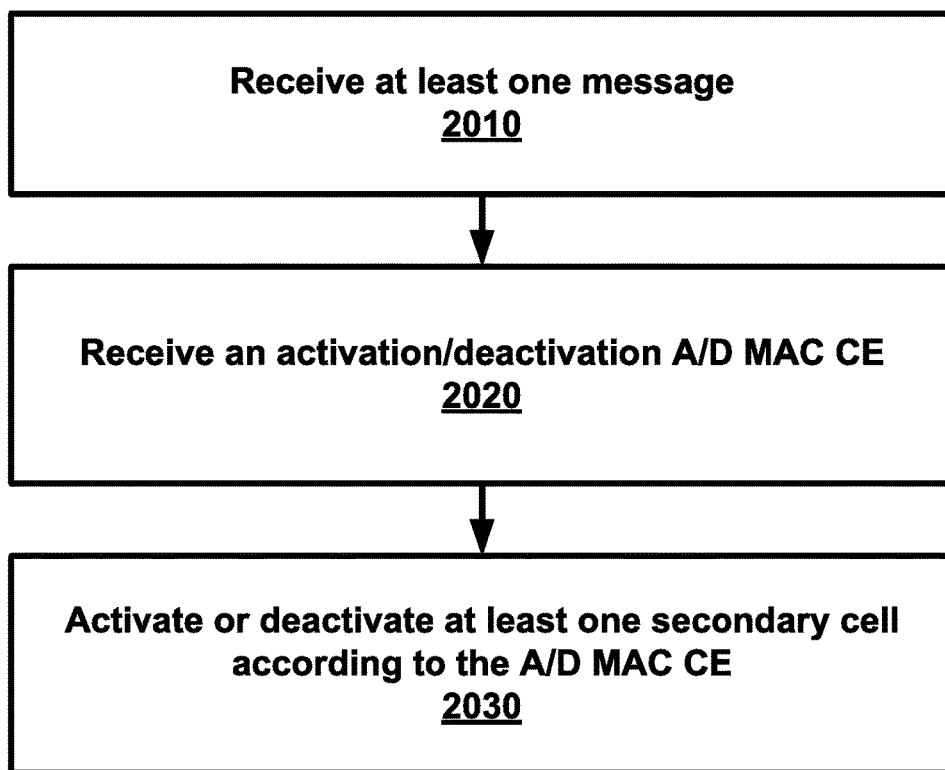 Receive at least one message
2010
Receive an activation/deactivation A/D MAC CE
2020
Activate or deactivate at least one secondary cell
according to the A/D MAC CE
2030